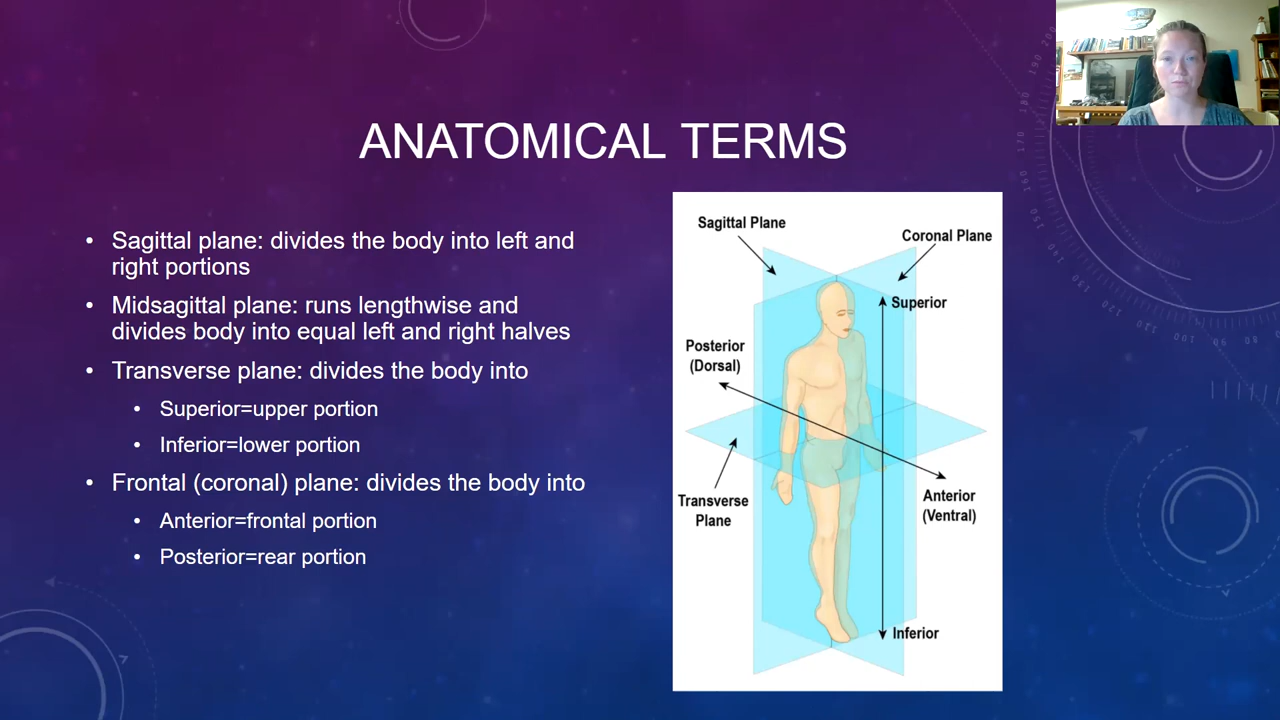 ANATOMICAL TERMS
• Sagittal plane: divides the body into left and
right portions
• Midsagittal plane: runs lengthwise and
divides body into equal left and right halves
• Transverse plane: divides the body into
• Superior=upper portion
• Inferior=lower portion
• Frontal (coronal) plane: divides the body into
• Anterior=frontal portion
• Posterior=rear portion
Sagittal Plane
Coronal Plane
Superior
Posterior
(Dorsal)
Transverse
Plane
Anterior
(Ventral)
Inferior